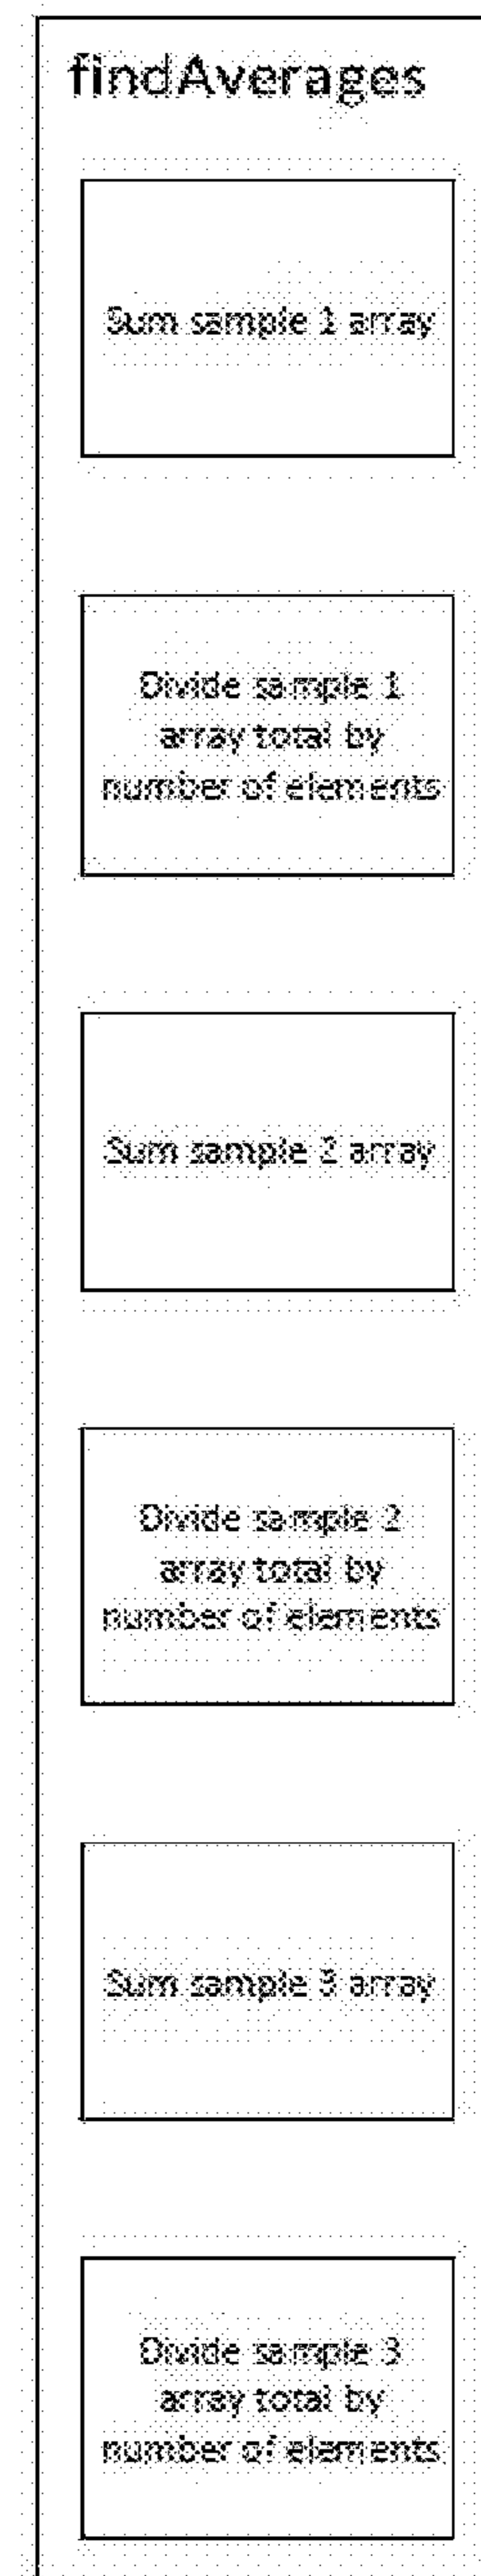 findAverages
Sum sample 1 array
Divide sample 1
array total by
number of elements
Sum sample 2 array
Divide sample 2
array total by
number of elements
Sum sample 3 array
Divide sample 3
array total by
number of elements